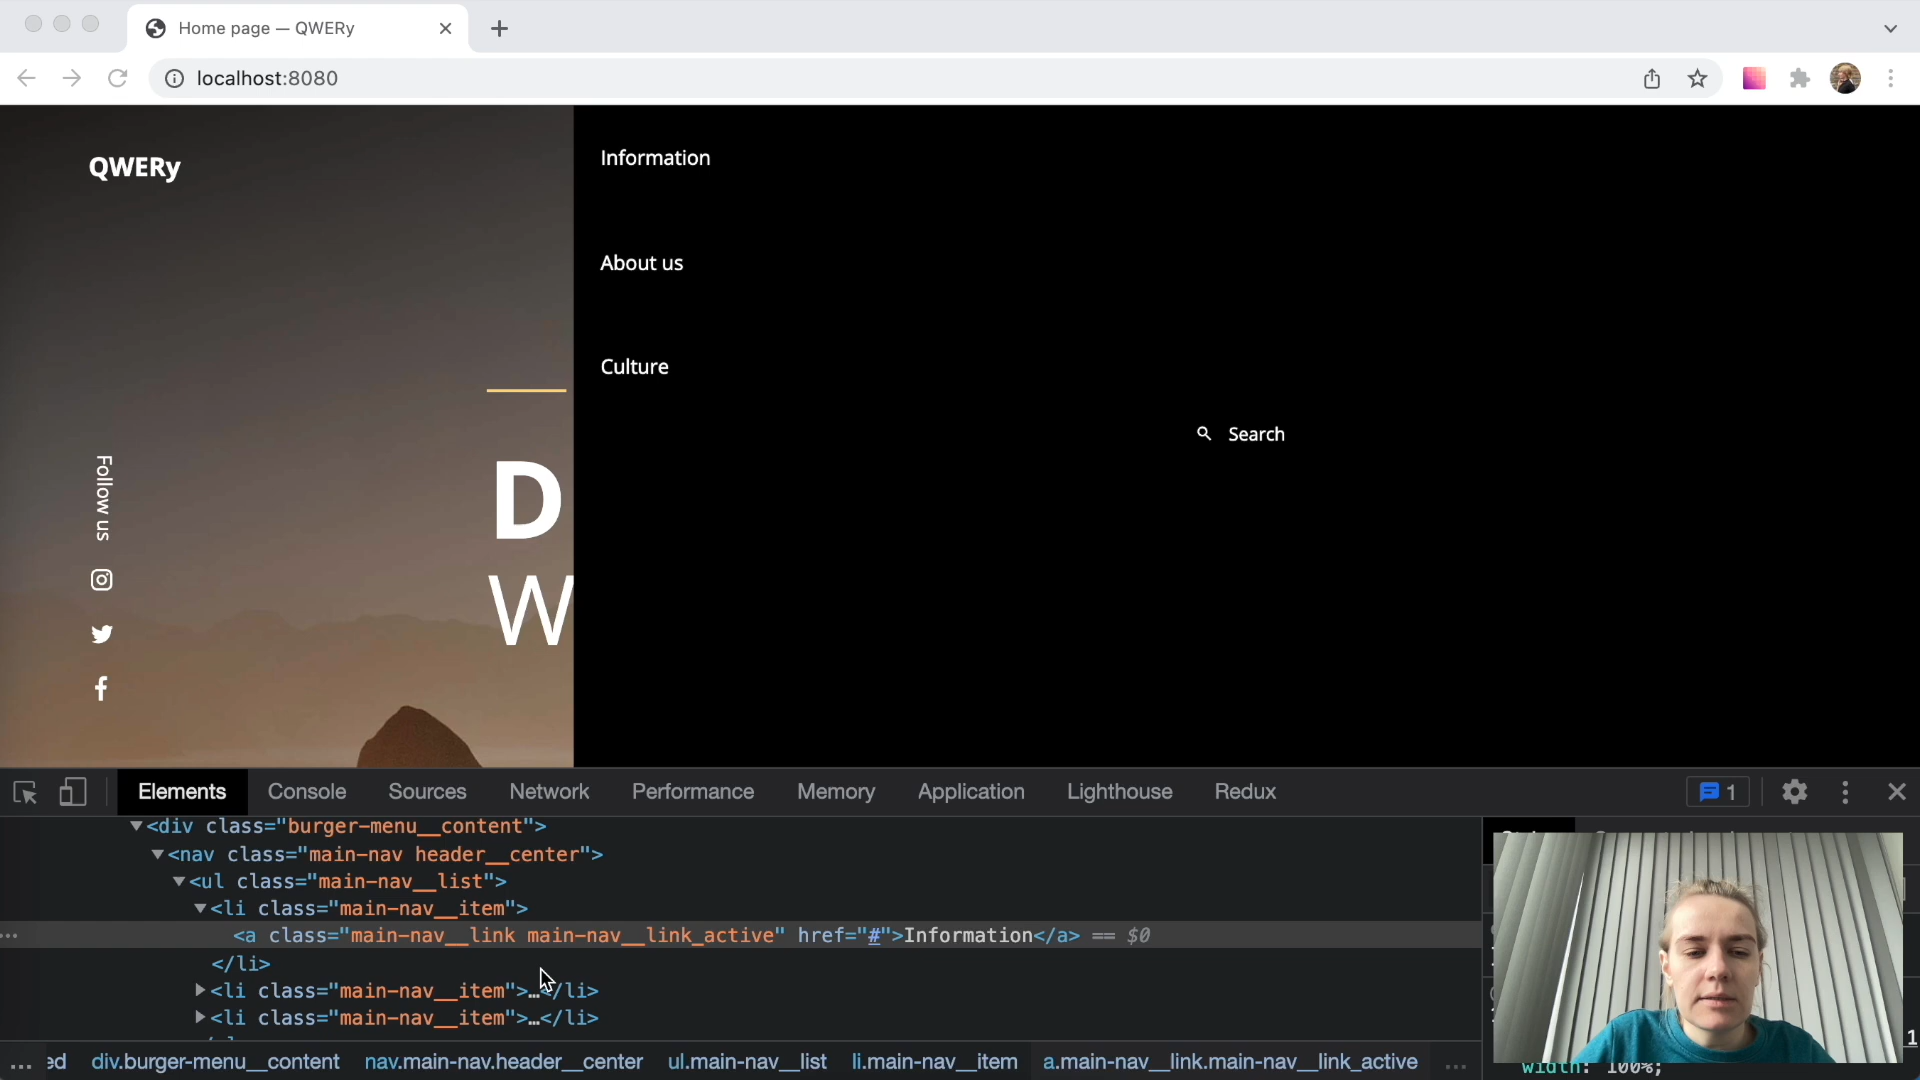 Home page — QWERy
localhost:8080
QWERy
Information
About us
Culture
Search
Follow us
D
W
Elements Console Sources Network Performance Memory Application Lighthouse Redux
1
▼<div class="burger-menu__content">
▼<nav class="main-nav header__center">
▼<ul class="main-nav__list">
▼<li class="main-nav__item">
<a class="main-nav__link main-nav__link_active" href="#">Information</a> == $0
</li>
▶<li class="main-nav__item">…</li>
▶<li class="main-nav__item">…</li>
... ed div.burger-menu__content nav.main-nav.header__center ul.main-nav__list li.main-nav__item a.main-nav__link.main-nav__link_active ...
width: 100%;
1